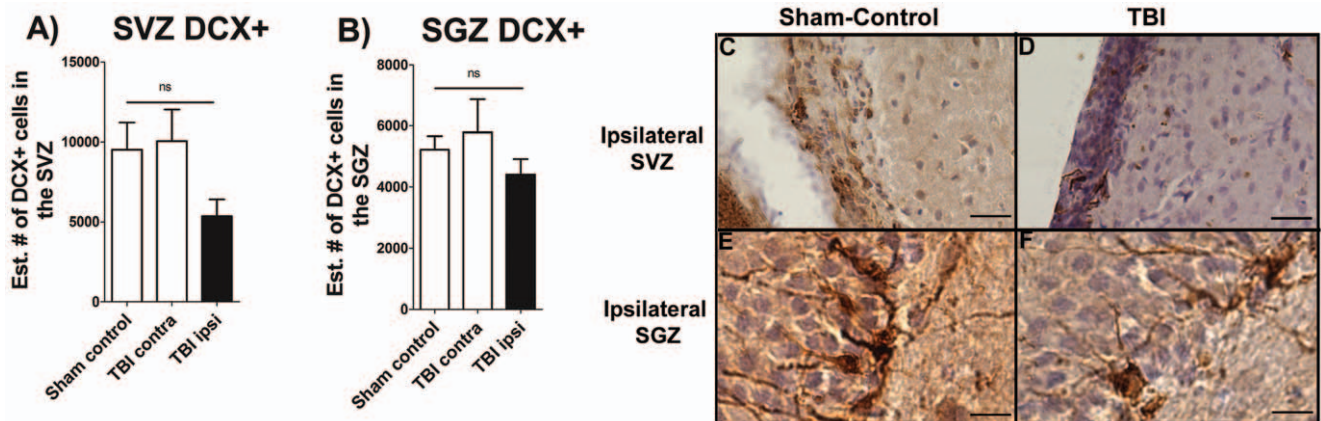 A) SVZ DCX+
Est. # of DCX+ cells in
the SVZ
15000
10000
5000
0
ns
Sham control
TBI contra
TBI ipsi
B) SGZ DCX+
Est. # of DCX+ cells in
the SGZ
8000
6000
4000
2000
0
ns
Sham control
TBI contra
TBI ipsi
Sham-Control
TBI
Ipsilateral
SVZ
C
D
Ipsilateral
SGZ
E
F